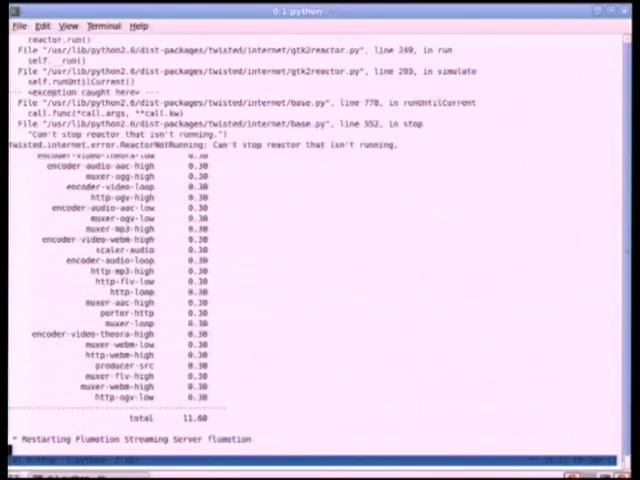 0:1:python
File Edit View Terminal Help
reactor.run()
File "/usr/lib/python2.6/dist-packages/twisted/internet/gtk2reactor.py", line 249, in run
self.__run()
File "/usr/lib/python2.6/dist-packages/twisted/internet/gtk2reactor.py", line 293, in simulate
self.runUntilCurrent()
--- <exception caught here> ---
File "/usr/lib/python2.6/dist-packages/twisted/internet/base.py", line 778, in runUntilCurrent
call.func(*call.args, **call.kw)
File "/usr/lib/python2.6/dist-packages/twisted/internet/base.py", line 552, in stop
"Can't stop reactor that isn't running.")
twisted.internet.error.ReactorNotRunning: Can't stop reactor that isn't running.
encoder-video-theora-low 0.30
encoder-audio-aac-high 0.30
muxer-ogg-high 0.30
encoder-video-loop 0.30
http-ogv-high 0.30
encoder-audio-aac-low 0.30
muxer-ogv-low 0.30
muxer-mp3-high 0.30
encoder-video-webm-high 0.30
scaler-audio 0.30
encoder-audio-loop 0.30
http-mp3-high 0.30
http-flv-low 0.30
http-loop 0.30
muxer-aac-high 0.30
porter-http 0.30
muxer-loop 0.30
encoder-video-theora-high 0.30
muxer-webm-low 0.30
http-webm-high 0.30
producer-src 0.30
muxer-flv-high 0.30
muxer-webm-high 0.30
http-ogv-low 0.30
total 11.60
* Restarting Flumotion Streaming Server flumotion